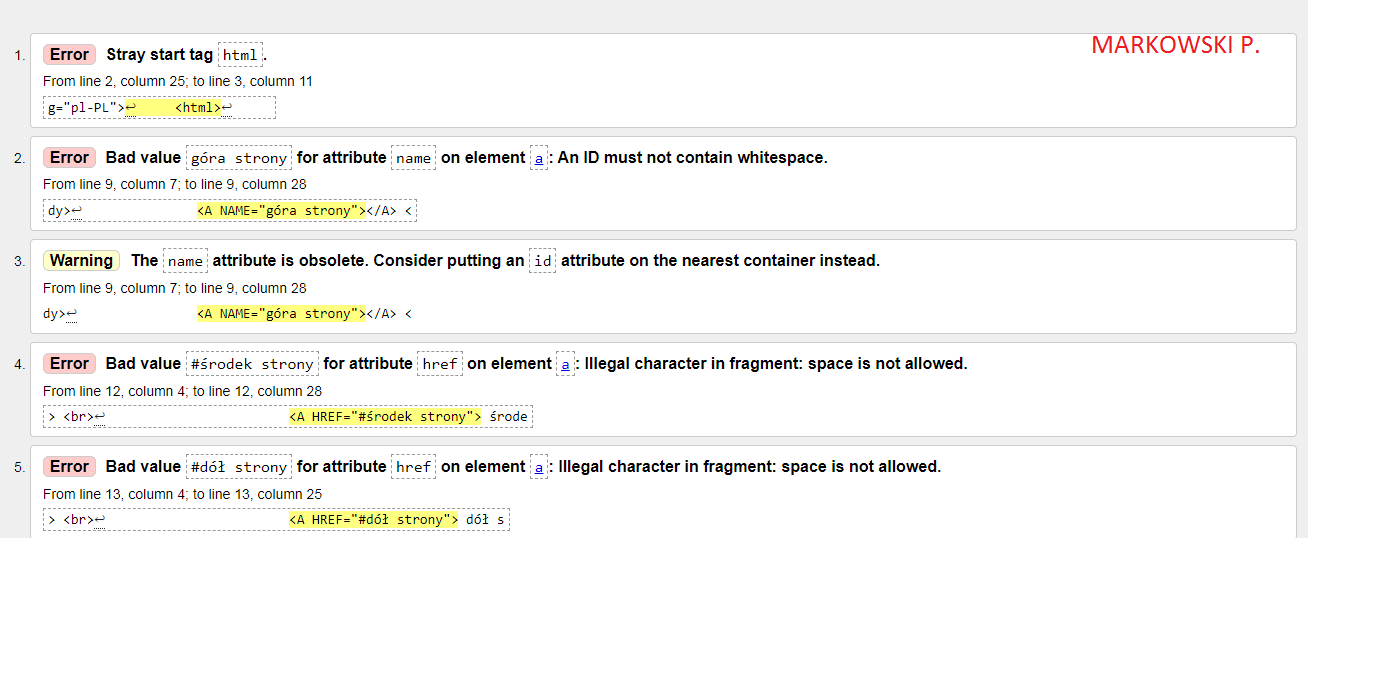 MARKOWSKI P.
1. Error Stray start tag html.
From line 2, column 25; to line 3, column 11
g="pl-PL">↩ <html>↩
2. Error Bad value góra strony for attribute name on element a: An ID must not contain whitespace.
From line 9, column 7; to line 9, column 28
dy>↩ <A NAME="góra strony"></A> <
3. Warning The name attribute is obsolete. Consider putting an id attribute on the nearest container instead.
From line 9, column 7; to line 9, column 28
dy>↩ <A NAME="góra strony"></A> <
4. Error Bad value #środek strony for attribute href on element a: Illegal character in fragment: space is not allowed.
From line 12, column 4; to line 12, column 28
> <br>↩ <A HREF="#środek strony"> środe
5. Error Bad value #dół strony for attribute href on element a: Illegal character in fragment: space is not allowed.
From line 13, column 4; to line 13, column 25
> <br>↩ <A HREF="#dół strony"> dół s